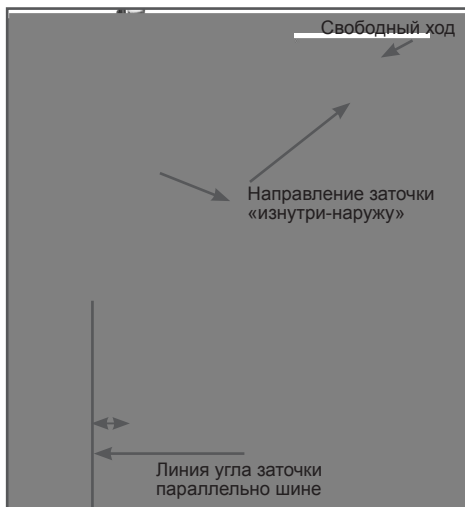 Свободный ход
Направление заточки
«изнутри-наружу»
Линия угла заточки
параллельно шине